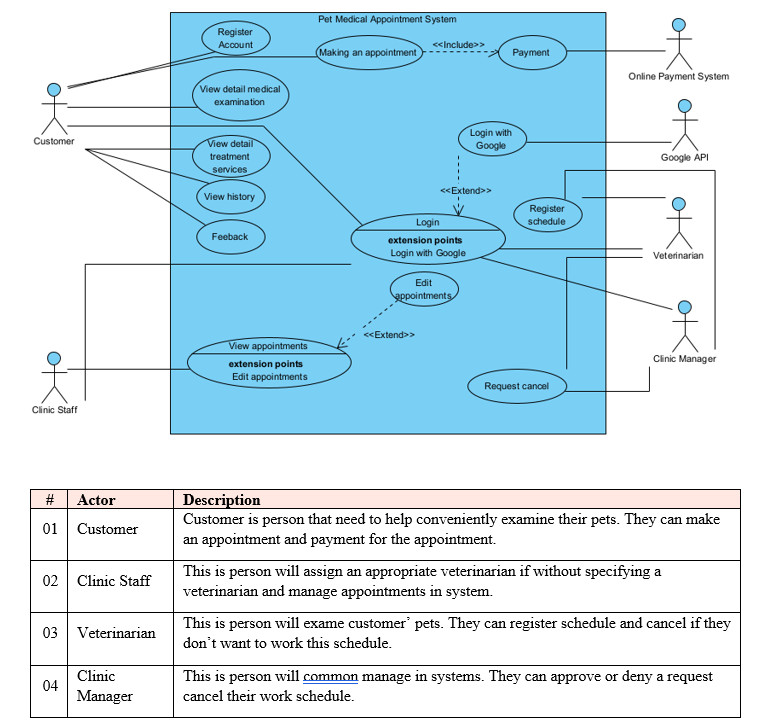 Pet Medical Appointment System
Register
Account
Making an appointment
<<Include>>
Payment
Online Payment System
View detail medical
examination
Customer
Login with
Google
Google API
View detail
treatment
services
<<Extend>>
View history
Register
schedule
Feeback
Login
extension points
Login with Google
Veterinarian
Edit
appointments
<<Extend>>
View appointments
extension points
Edit appointments
Clinic Manager
Request cancel
Clinic Staff
# Actor Description
01 Customer Customer is person that need to help conveniently examine their pets. They can make
an appointment and payment for the appointment.
02 Clinic Staff This is person will assign an appropriate veterinarian if without specifying a
veterinarian and manage appointments in system.
03 Veterinarian This is person will exame customer’ pets. They can register schedule and cancel if they
don’t want to work this schedule.
04 Clinic
Manager
This is person will common manage in systems. They can approve or deny a request
cancel their work schedule.